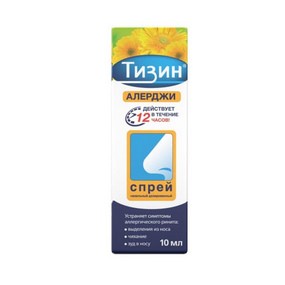 Тизин®
АЛЕРДЖИ
ДЕЙСТВУЕТ
12 В ТЕЧЕНИЕ
ЧАСОВ!
спрей
назальный дозированный
Устраняет симптомы
аллергического ринита:
• выделения из носа
• чихание
• зуд в носу
10 мл